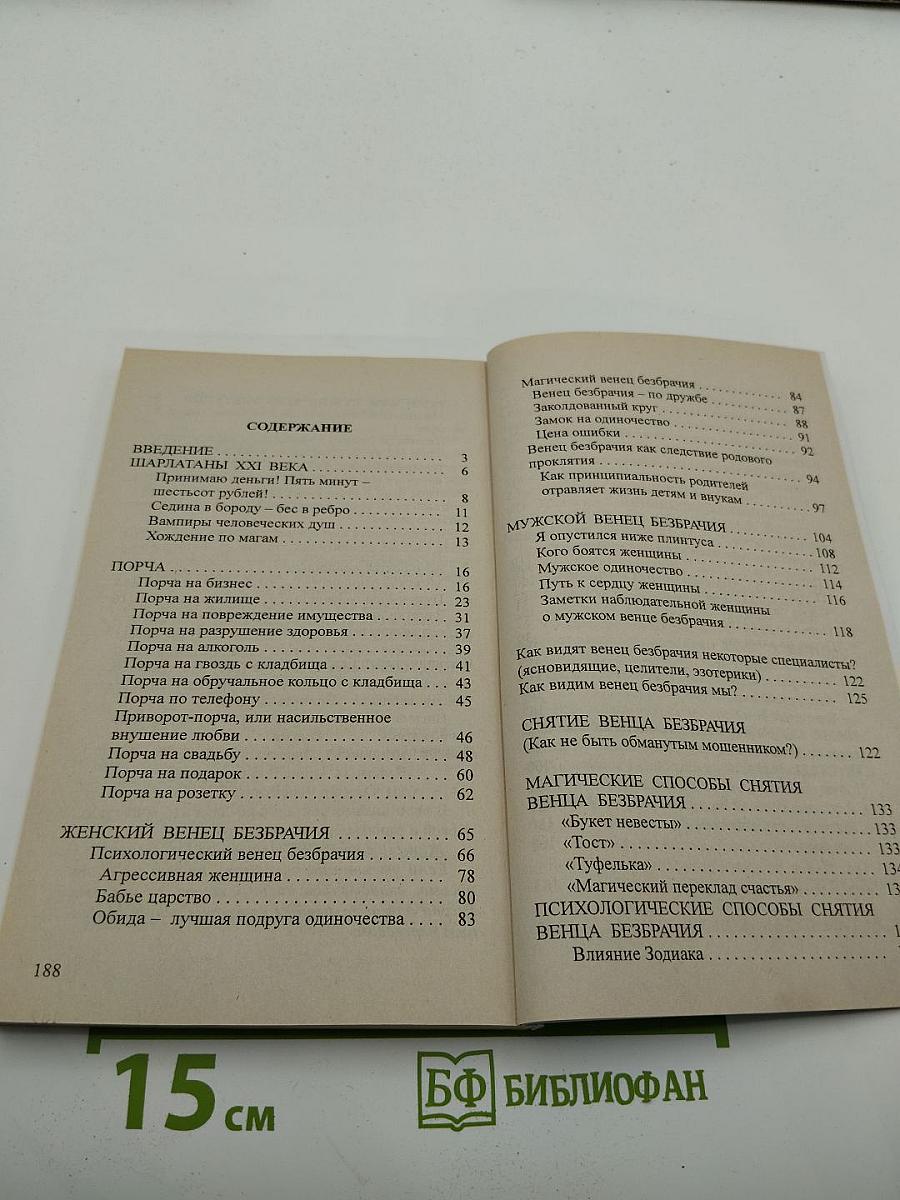 СОДЕРЖАНИЕ
ВВЕДЕНИЕ . . . . . . . . . . . . . . . . . . . . 3
ШАРЛАТАНЫ XXI ВЕКА . . . . . . . . . . . . . . 6
Принимаю деньги! Пять минут –
шестьсот рублей! . . . . . . . . . . . . . . . . 8
Седина в бороду – бес в ребро . . . . . . . . . . 11
Вампиры человеческих душ . . . . . . . . . . . . 12
Хождение по магам . . . . . . . . . . . . . . . . 13
ПОРЧА . . . . . . . . . . . . . . . . . . . . . . 16
Порча на бизнес . . . . . . . . . . . . . . . . . 16
Порча на жилище . . . . . . . . . . . . . . . . . 23
Порча на повреждение имущества . . . . . . . . . 31
Порча на разрушение здоровья . . . . . . . . . . 37
Порча на алкоголь . . . . . . . . . . . . . . . . 39
Порча на гвоздь с кладбища . . . . . . . . . . . 41
Порча на обручальное кольцо с кладбища . . . 43
Порча по телефону . . . . . . . . . . . . . . . . 45
Приворот-порча, или насильственное
внушение любви . . . . . . . . . . . . . . . . . 46
Порча на свадьбу . . . . . . . . . . . . . . . . 48
Порча на подарок . . . . . . . . . . . . . . . . 60
Порча на розетку . . . . . . . . . . . . . . . . 62
ЖЕНСКИЙ ВЕНЕЦ БЕЗБРАЧИЯ . . . . . . . . . . 65
Психологический венец безбрачия . . . . . . . . 66
Агрессивная женщина . . . . . . . . . . . . . . 78
Бабье царство . . . . . . . . . . . . . . . . . . 80
Обида – лучшая подруга одиночества . . . . 83
188
Магический венец безбрачия . . . . . . . . . . 84
Венец безбрачия – по дружбе . . . . . . . . . . 87
Заколдованный круг . . . . . . . . . . . . . . . 88
Замок на одиночество . . . . . . . . . . . . . . 91
Цена ошибки . . . . . . . . . . . . . . . . . . . 92
Венец безбрачия как следствие родового
проклятия . . . . . . . . . . . . . . . . . . . . 94
Как принципиальность родителей
отравляет жизнь детям и внукам . . . . . . . . 97
МУЖСКОЙ ВЕНЕЦ БЕЗБРАЧИЯ . . . . . . . . . . 104
Я опустился ниже плинтуса . . . . . . . . . . . 108
Кого боятся женщины . . . . . . . . . . . . . . 112
Мужское одиночество . . . . . . . . . . . . . . 114
Путь к сердцу женщины . . . . . . . . . . . . . 116
Заметки наблюдательной женщины
о мужском венце безбрачия . . . . . . . . . . . 118
Как видят венец безбрачия некоторые специалисты?
(ясновидящие, целители, эзотерики) . . . . . . . 122
Как видим венец безбрачия мы? . . . . . . . . . 125
СНЯТИЕ ВЕНЦА БЕЗБРАЧИЯ
(Как не быть обманутым мошенником?) . . . . . . 122
МАГИЧЕСКИЕ СПОСОБЫ СНЯТИЯ
ВЕНЦА БЕЗБРАЧИЯ . . . . . . . . . . . . . . . 133
«Букет невесты» . . . . . . . . . . . . . . . . . 133
«Тост» . . . . . . . . . . . . . . . . . . . . . . 133
«Туфелька» . . . . . . . . . . . . . . . . . . . . 134
«Магический переклад счастья» . . . . . . . .
ПСИХОЛОГИЧЕСКИЕ СПОСОБЫ СНЯТИЯ
ВЕНЦА БЕЗБРАЧИЯ . . . . . . . . . . . . . . .
Влияние Зодиака . . . . . . . . . . . . . . . . .
15 см
БФ БИБЛИОФАН